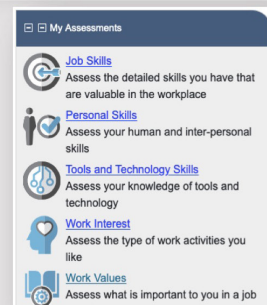 My Assessments
Job Skills
Assess the detailed skills you have that
are valuable in the workplace
Personal Skills
Assess your human and inter-personal
skills
Tools and Technology Skills
Assess your knowledge of tools and
technology
Work Interest
Assess the type of work activities you
like
Work Values
Assess what is important to you in a job